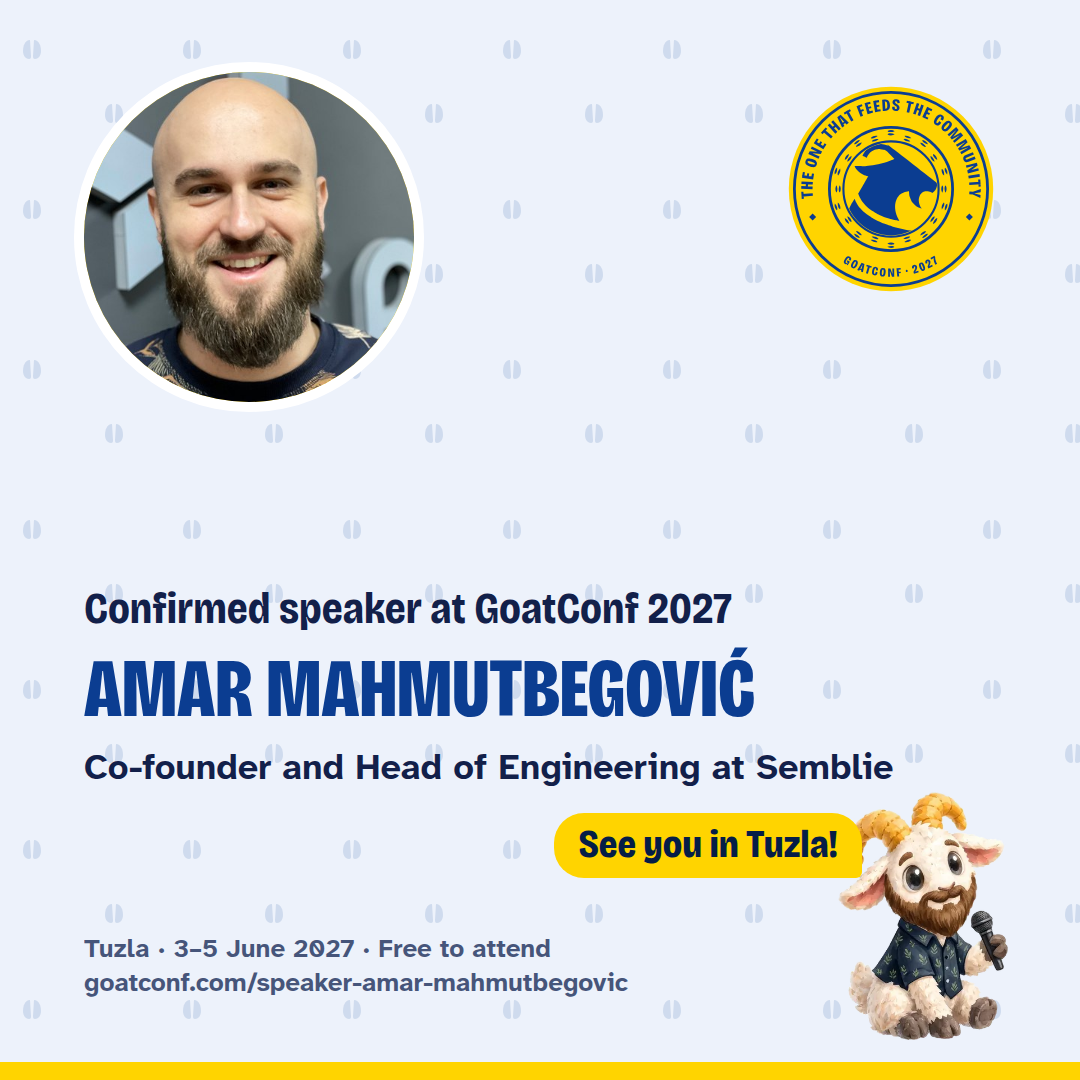 THE ONE THAT FEEDS THE COMMUNITY
GOATCONF · 2027
Confirmed speaker at GoatConf 2027
AMAR MAHMUTBEGOVIĆ
Co-founder and Head of Engineering at Semblie
See you in Tuzla!
Tuzla · 3–5 June 2027 · Free to attend
goatconf.com/speaker-amar-mahmutbegovic